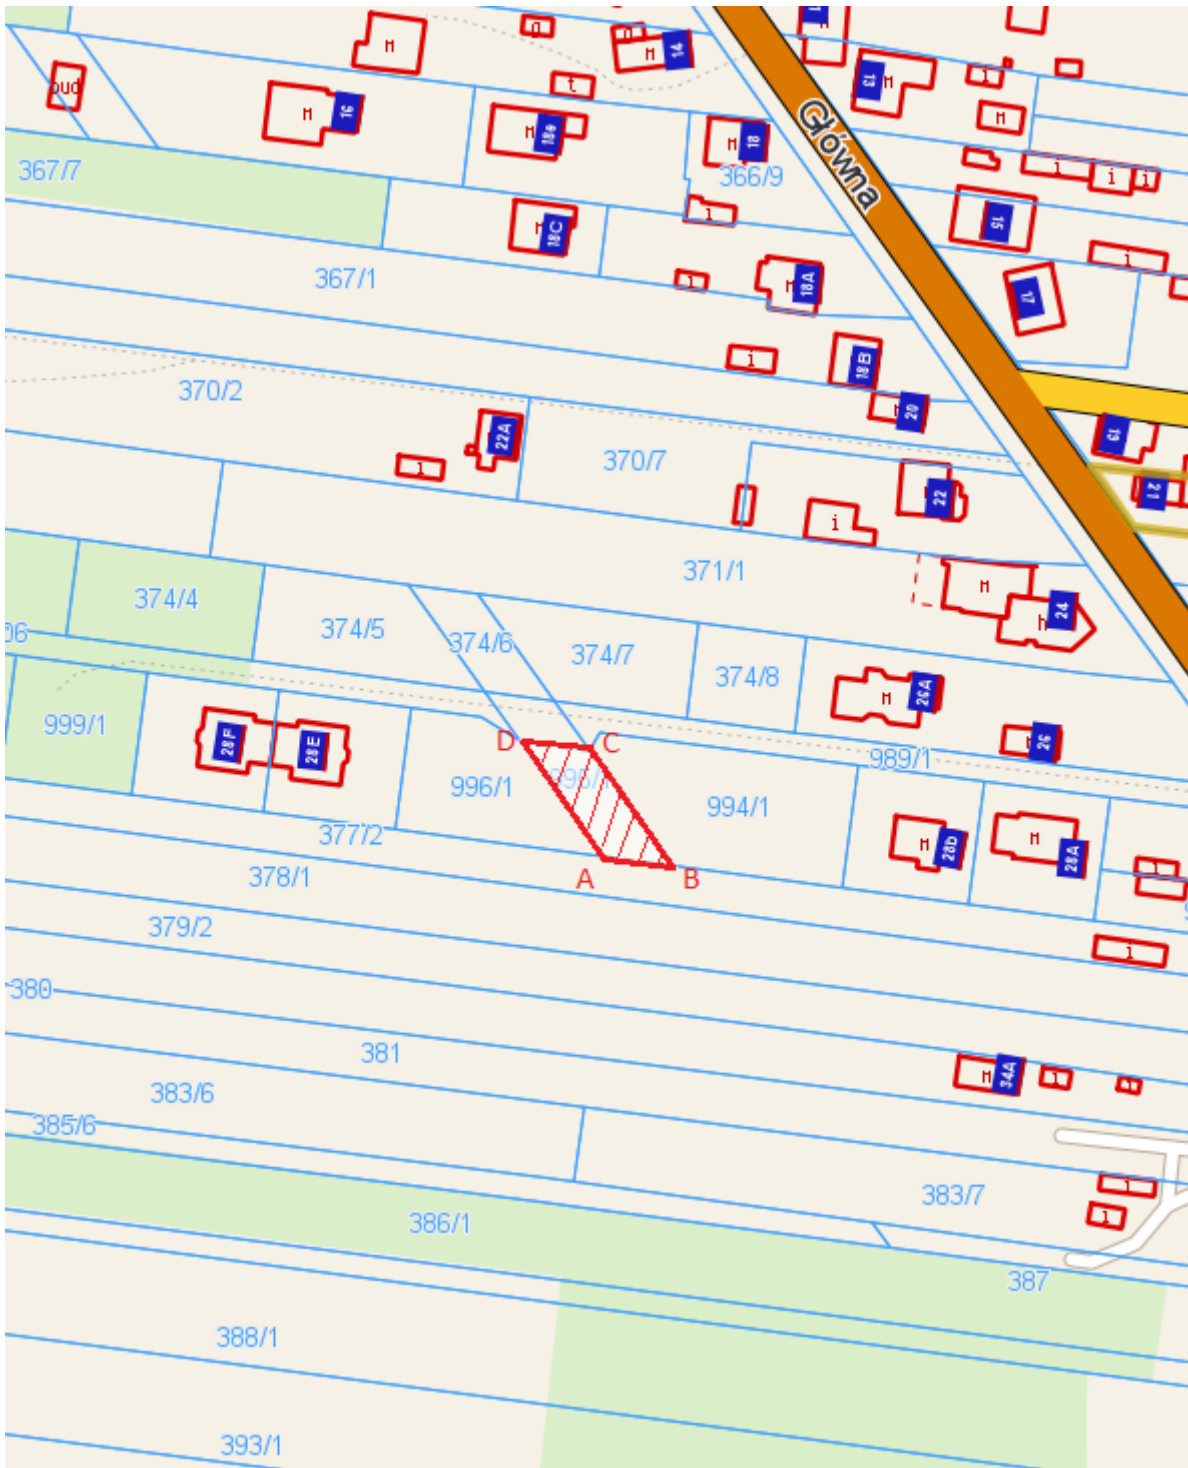 M
g
g
M
14
13
i
bud
t
M
16
M
18e
M
18
M
Główna
367/7
366/9
i
i
i
15
18C
i
i
367/1
i
18A
17
i
18B
370/2
20
19
22A
i
370/7
22
21
i
371/1
M
24
374/4
374/5
374/6
374/7
374/8
M
26A
999/1
28F
28E
D
C
26
989/1
996/1
994/1
377/2
M
28D
M
28A
378/1
A
B
i
379/2
i
380
381
M
34A
i
383/6
385/6
383/7
i
i
386/1
387
388/1
393/1